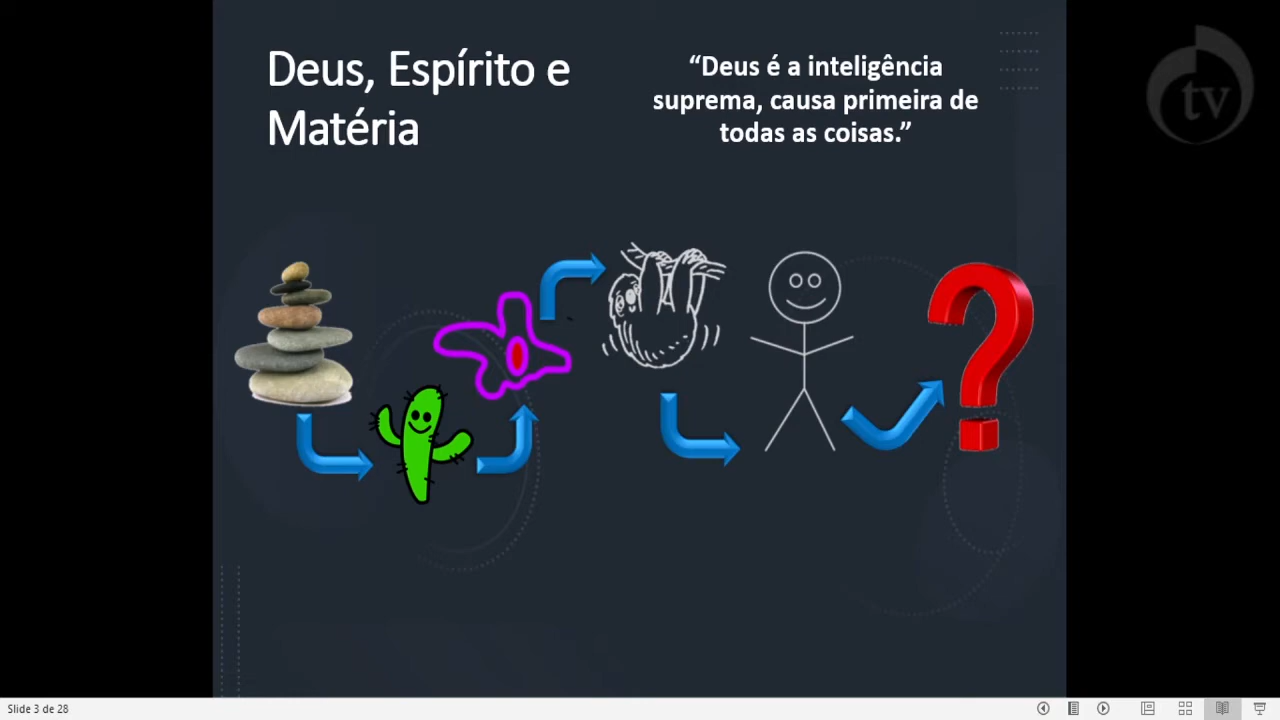 Deus, Espírito e
Matéria
“Deus é a inteligência
suprema, causa primeira de
todas as coisas.”
tv
Slide 3 de 28